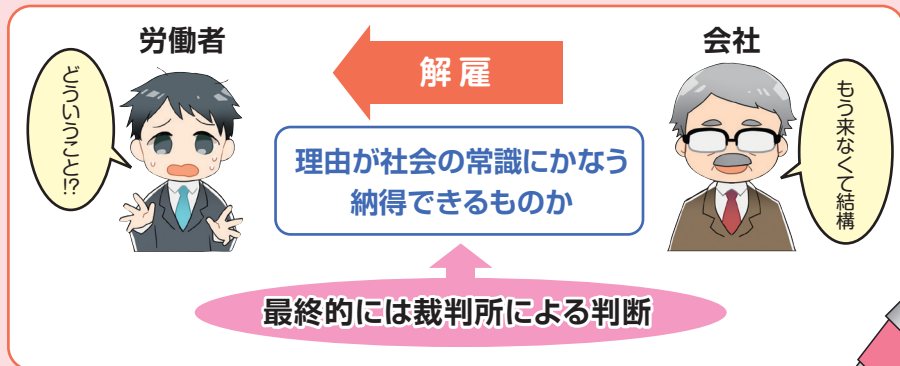 労働者
会社
解雇
どういうこと!?
もう来なくて結構
理由が社会の常識にかなう
納得できるものか
最終的には裁判所による判断